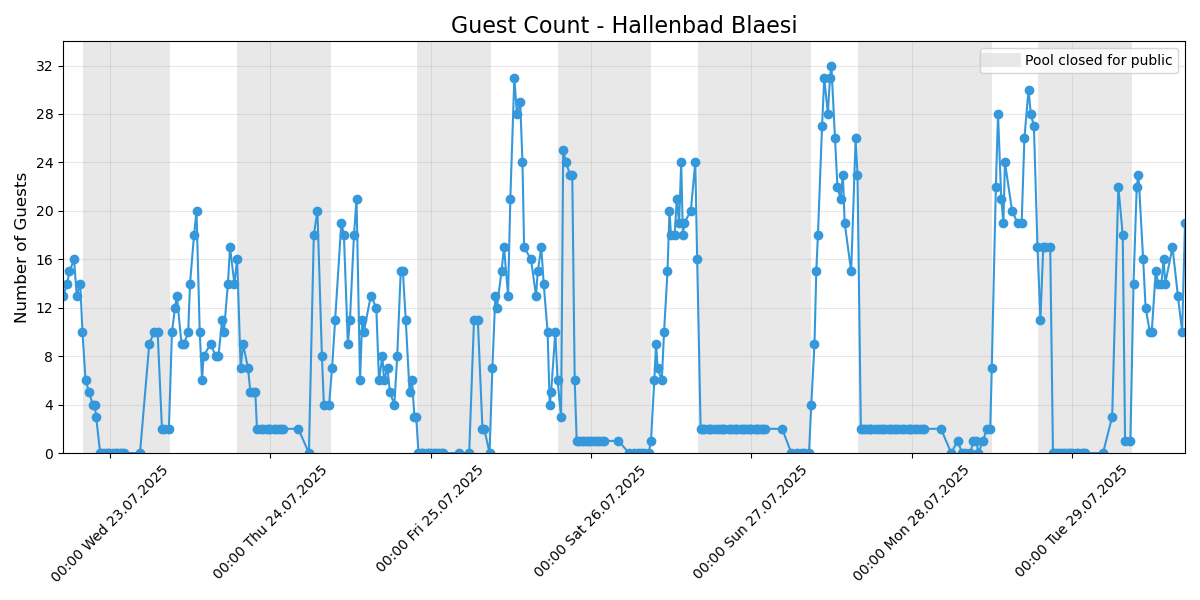 Guest Count - Hallenbad Blaesi
Pool closed for public
Number of Guests
32
28
24
20
16
12
8
4
0
00:00 Wed 23.07.2025
00:00 Thu 24.07.2025
00:00 Fri 25.07.2025
00:00 Sat 26.07.2025
00:00 Sun 27.07.2025
00:00 Mon 28.07.2025
00:00 Tue 29.07.2025